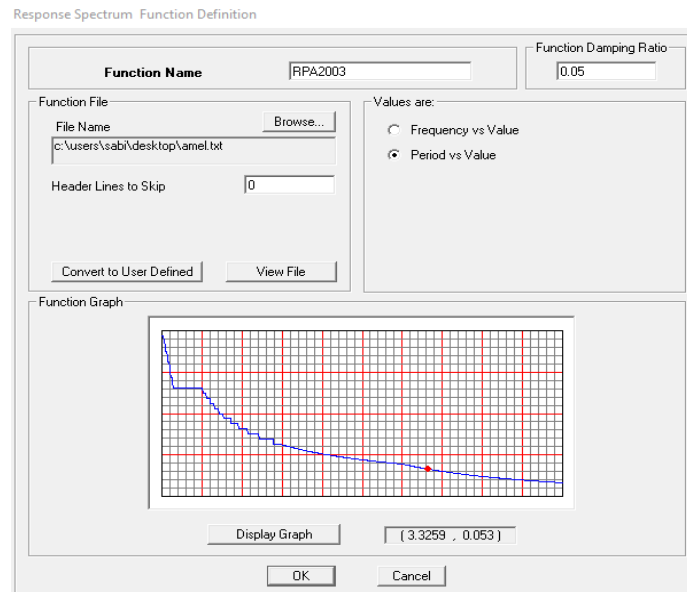 Response Spectrum Function Definition
Function Name
RPA2003
Function Damping Ratio
0.05
Function File
File Name
Browse...
c:\users\sabi\desktop\amel.txt
Header Lines to Skip
0
Convert to User Defined
View File
Values are:
Frequency vs Value
Period vs Value
Function Graph
Display Graph
( 3.3259 , 0.053 )
OK
Cancel